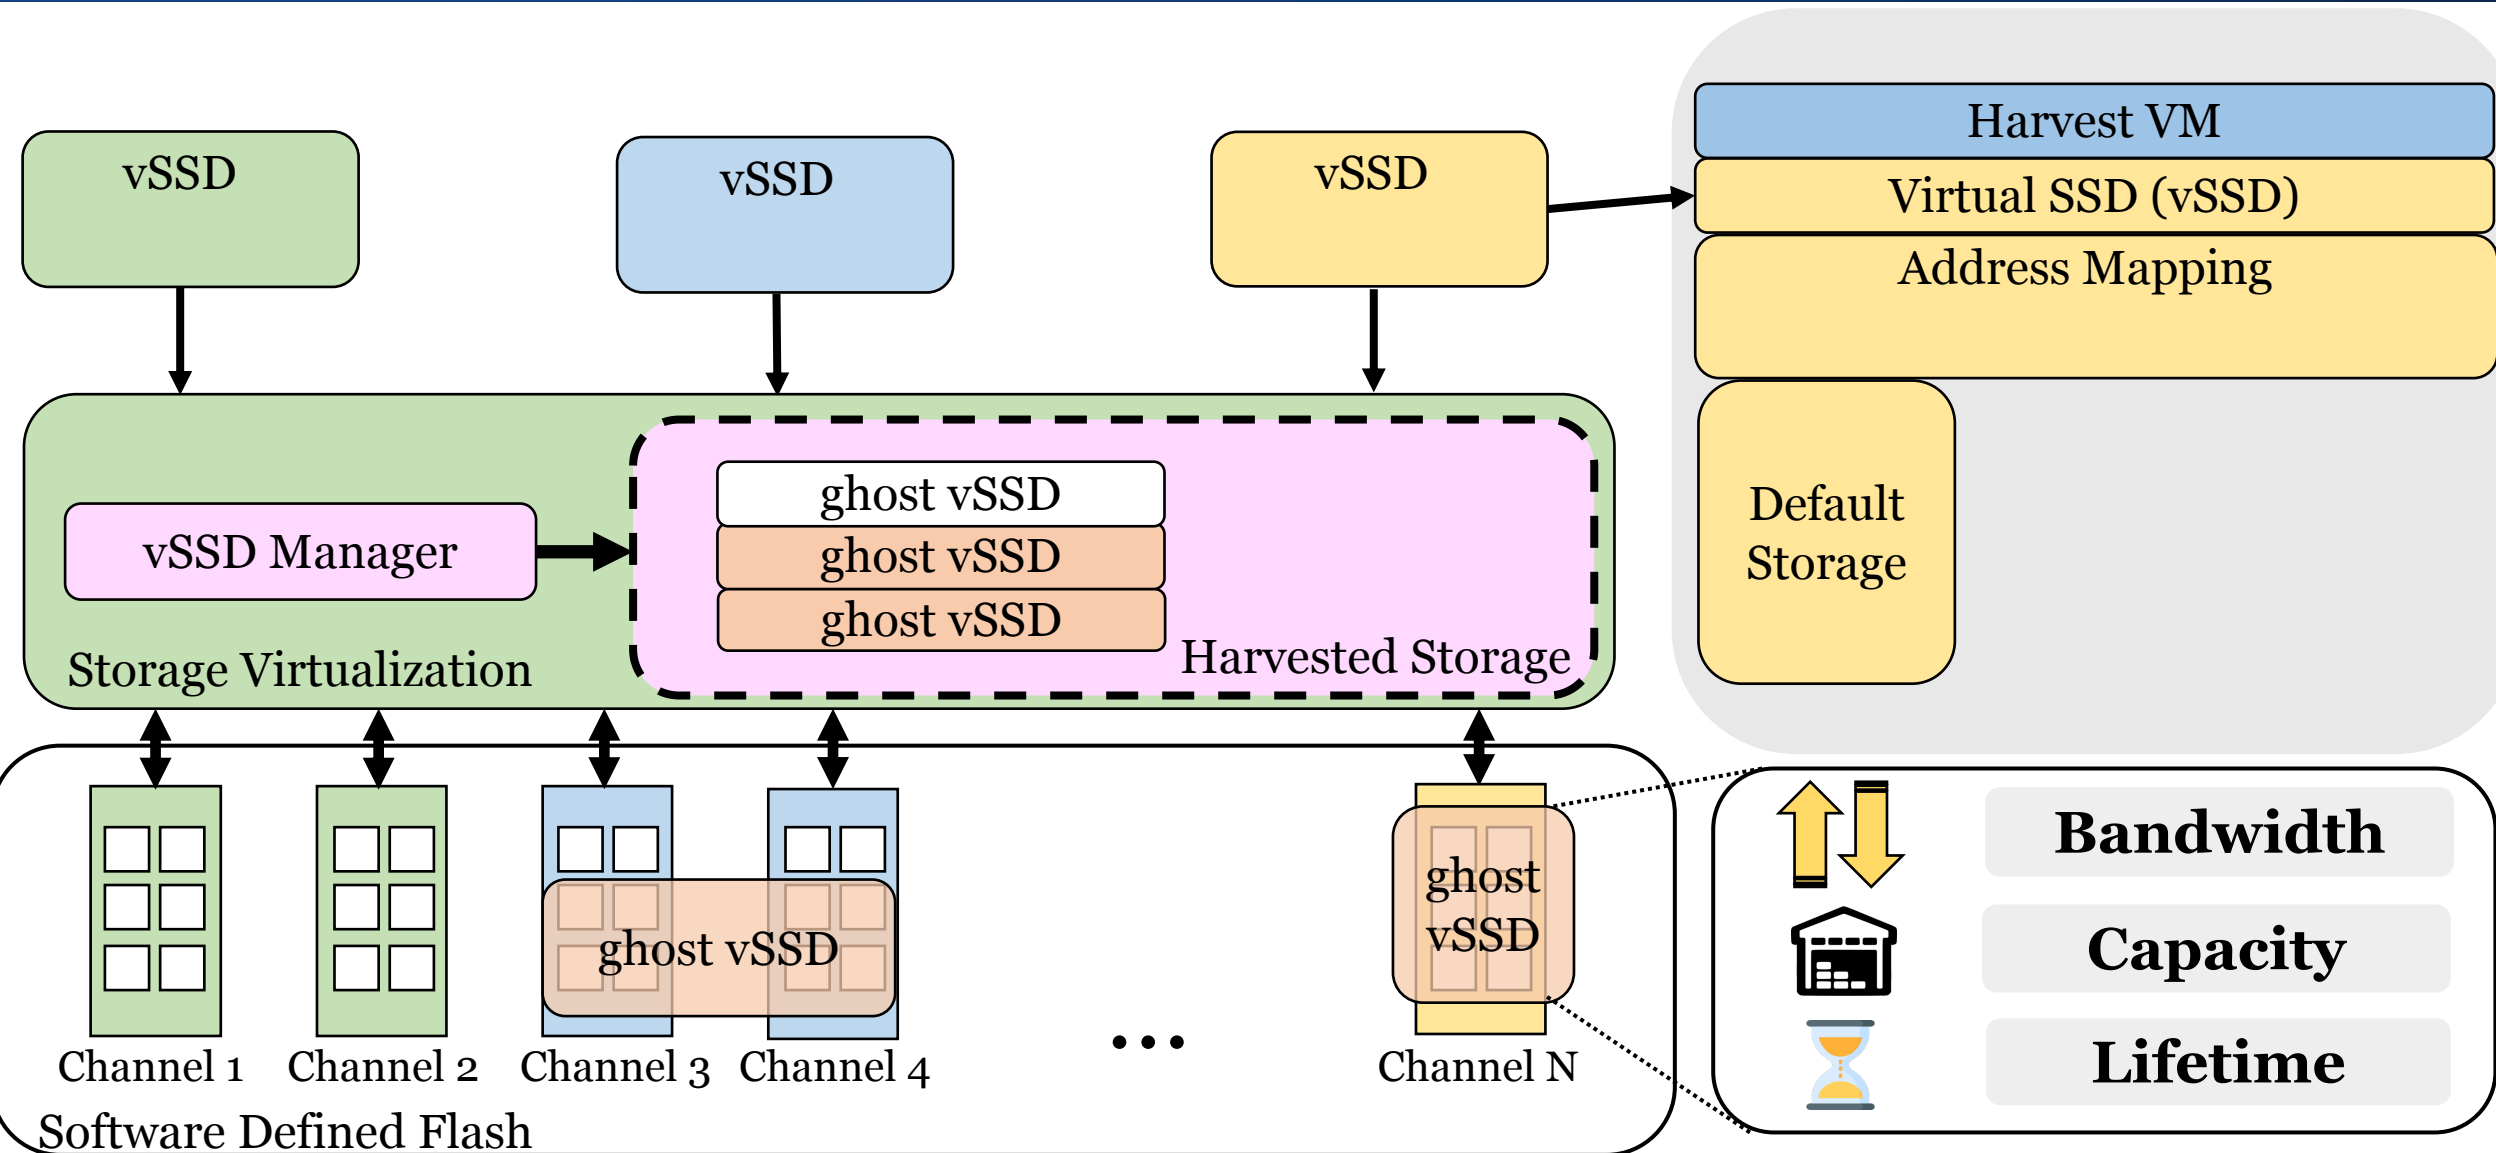 vSSD
vSSD
vSSD
Harvest VM
Virtual SSD (vSSD)
Address Mapping
Default
Storage
ghost vSSD
ghost vSSD
ghost vSSD
vSSD Manager
Harvested Storage
Storage Virtualization
ghost vSSD
ghost
vSSD
Channel 1
Channel 2
Channel 3
Channel 4
...
Channel N
Software Defined Flash
Bandwidth
Capacity
Lifetime